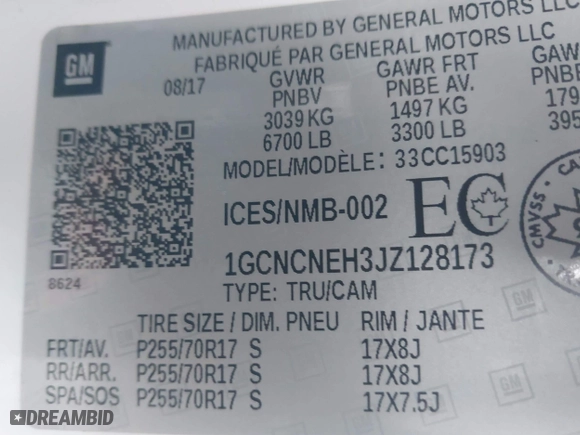 MANUFACTURED BY GENERAL MOTORS LLC
FABRIQUÉ PAR GENERAL MOTORS LLC
GM
08/17
GVWR GAWR FRT
PNBV PNBE AV. PNBE
3039 KG 1497 KG
6700 LB 3300 LB
MODEL/MODÈLE: 33CC15903
ICES/NMB-002 EC
CMVSS
1GCNCNEH3JZ128173
8624
TYPE: TRU/CAM
TIRE SIZE / DIM. PNEU RIM / JANTE
FRT/AV. P255/70R17 S 17X8J
RR/ARR. P255/70R17 S 17X8J
SPA/SOS P255/70R17 S 17X7.5J
DREAMBID